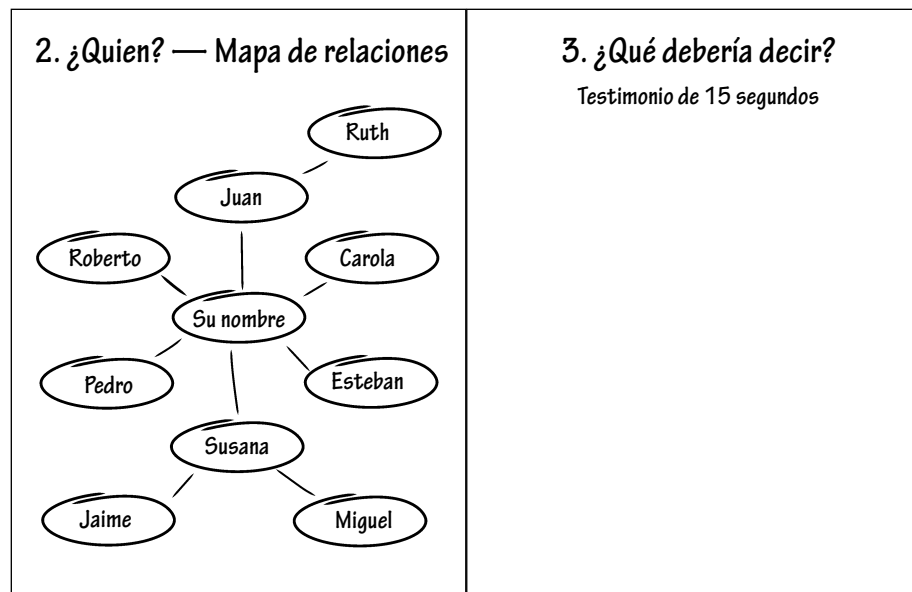 2. ¿Quien? — Mapa de relaciones
Ruth
Juan
Roberto
Carola
Su nombre
Pedro
Esteban
Susana
Jaime
Miguel
3. ¿Qué debería decir?
Testimonio de 15 segundos